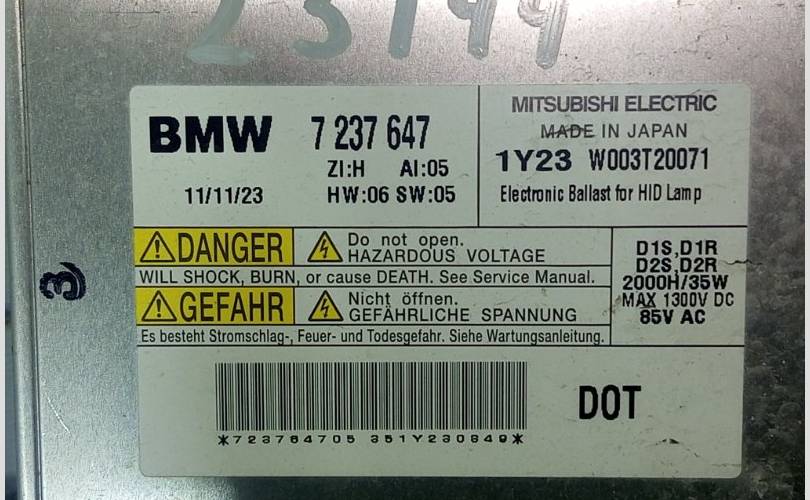 23199
BMW 7 237 647
ZI:H AI:05
11/11/23 HW:06 SW:05
MITSUBISHI ELECTRIC
MADE IN JAPAN
1Y23 W003T20071
Electronic Ballast for HID Lamp
DANGER
Do not open.
HAZARDOUS VOLTAGE
WILL SHOCK, BURN, or cause DEATH. See Service Manual.
GEFAHR
Nicht öffnen.
GEFÄHRLICHE SPANNUNG
Es besteht Stromschlag-, Feuer- und Todesgefahr. Siehe Wartungsanleitung.
D1S,D1R
D2S,D2R
2000H/35W
MAX 1300V DC
85V AC
*723764705 351Y230849*
DOT
3